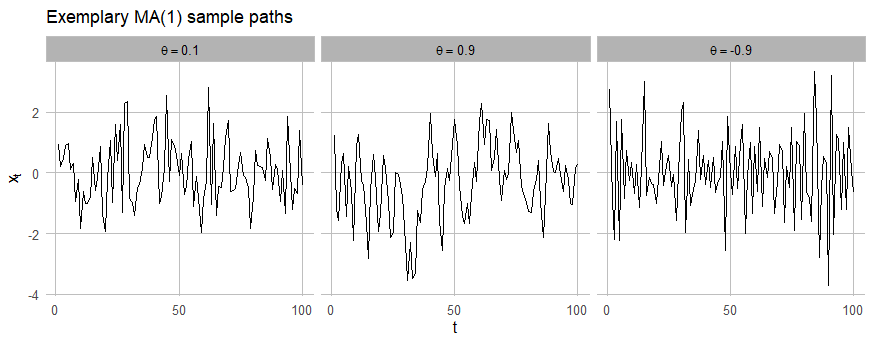 Exemplary MA(1) sample paths
θ = 0.1 θ = 0.9 θ = -0.9
2
0
-2
-4
xt
0 50 100 0 50 100 0 50 100
t